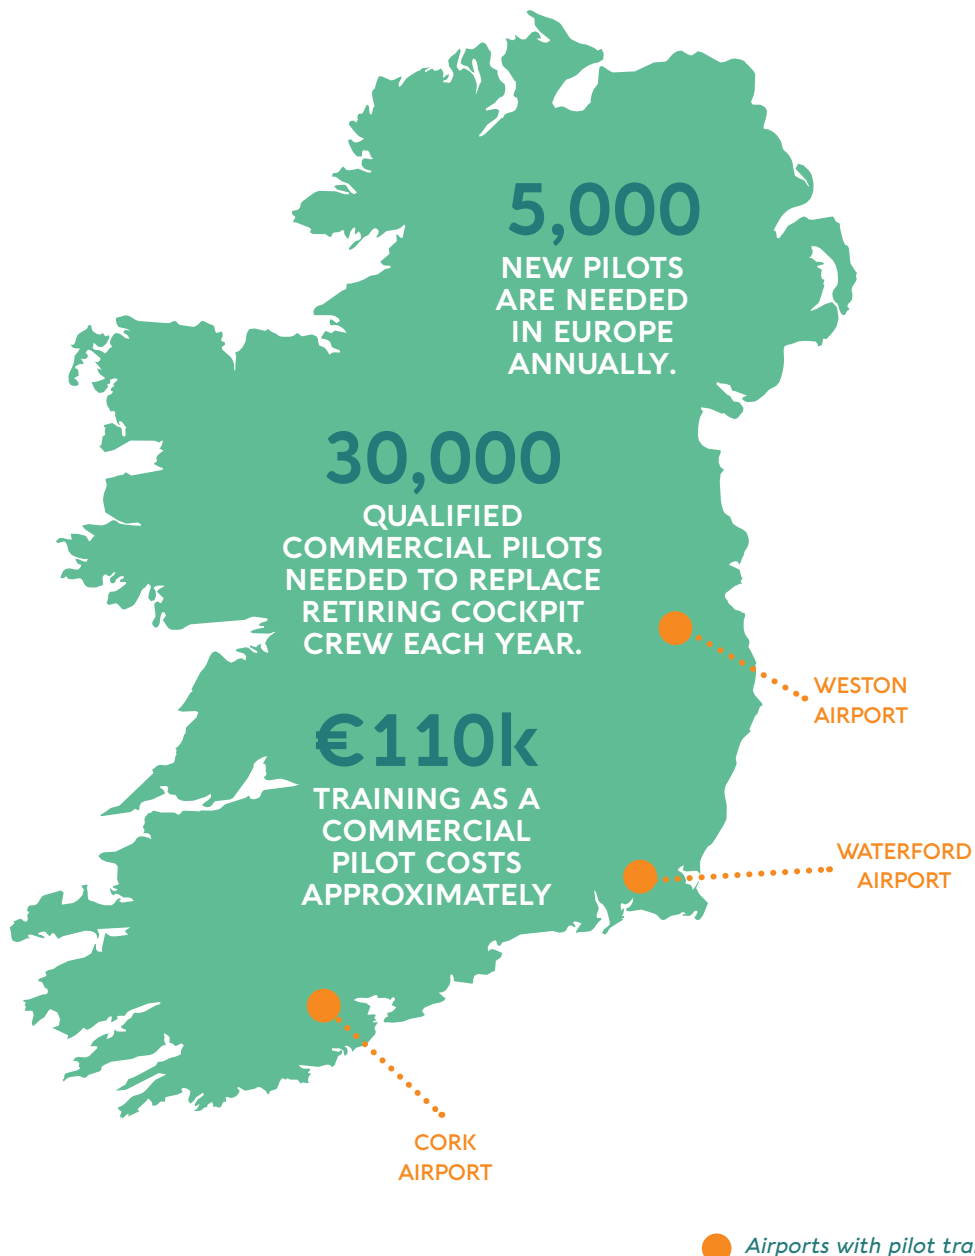 5,000
NEW PILOTS
ARE NEEDED
IN EUROPE
ANNUALLY.
30,000
QUALIFIED
COMMERCIAL PILOTS
NEEDED TO REPLACE
RETIRING COCKPIT
CREW EACH YEAR.
€110k
TRAINING AS A
COMMERCIAL
PILOT COSTS
APPROXIMATELY
WESTON
AIRPORT
WATERFORD
AIRPORT
CORK
AIRPORT
Airports with pilot